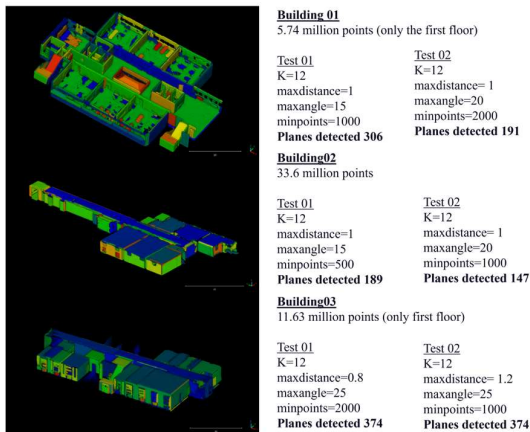 Building 01
5.74 million points (only the first floor)
Test 01
K=12
maxdistance=1
maxangle=15
minpoints=1000
Planes detected 306
Test 02
K=12
maxdistance= 1
maxangle=20
minpoints=2000
Planes detected 191
Building02
33.6 million points
Test 01
K=12
maxdistance=1
maxangle=15
minpoints=500
Planes detected 189
Test 02
K=12
maxdistance= 1
maxangle=20
minpoints=1000
Planes detected 147
Building03
11.63 million points (only first floor)
Test 01
K=12
maxdistance=0.8
maxangle=25
minpoints=2000
Planes detected 374
Test 02
K=12
maxdistance= 1.2
maxangle=25
minpoints=1000
Planes detected 374